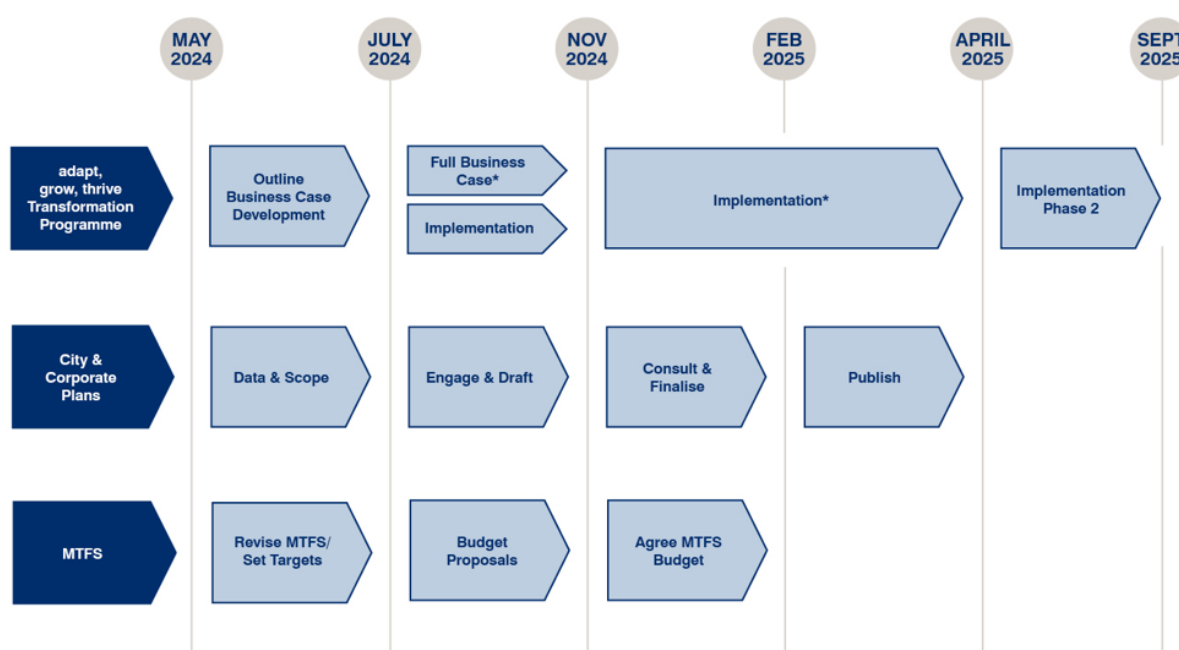 MAY
2024
JULY
2024
NOV
2024
FEB
2025
APRIL
2025
SEPT
2025
adapt,
grow, thrive
Transformation
Programme
Outline
Business Case
Development
Full Business
Case*
Implementation
Implementation*
Implementation
Phase 2
City &
Corporate
Plans
Data & Scope
Engage & Draft
Consult &
Finalise
Publish
MTFS
Revise MTFS/
Set Targets
Budget
Proposals
Agree MTFS
Budget